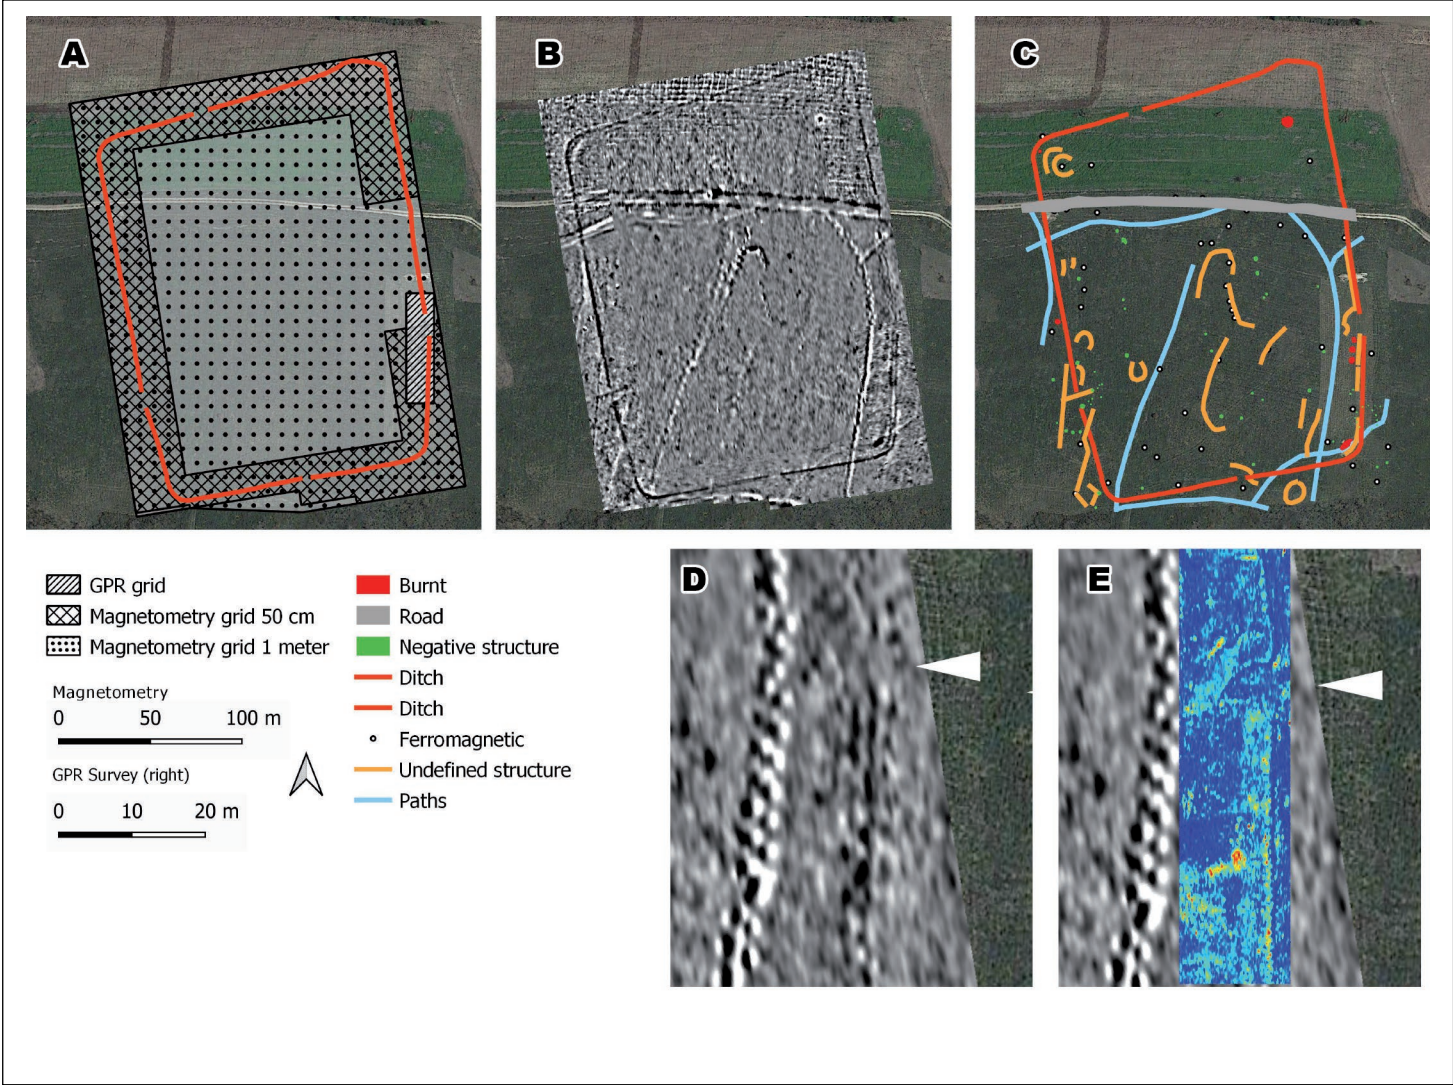 A
B
C
D
E
GPR grid
Magnetometry grid 50 cm
Magnetometry grid 1 meter
Magnetometry
0 50 100 m
GPR Survey (right)
0 10 20 m
Burnt
Road
Negative structure
Ditch
Ditch
Ferromagnetic
Undefined structure
Paths